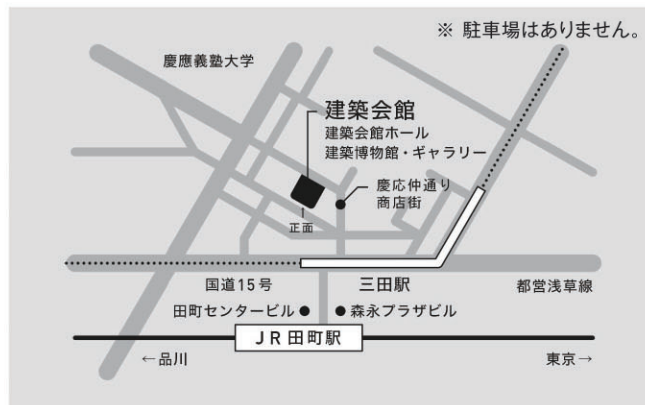 ※ 駐車場はありません。
慶應義塾大学
建築会館
建築会館ホール
建築博物館・ギャラリー
慶応仲通り
商店街
↑
正面
国道15号
三田駅
都営浅草線
田町センタービル ●
● 森永プラザビル
JR田町駅
←品川
東京→